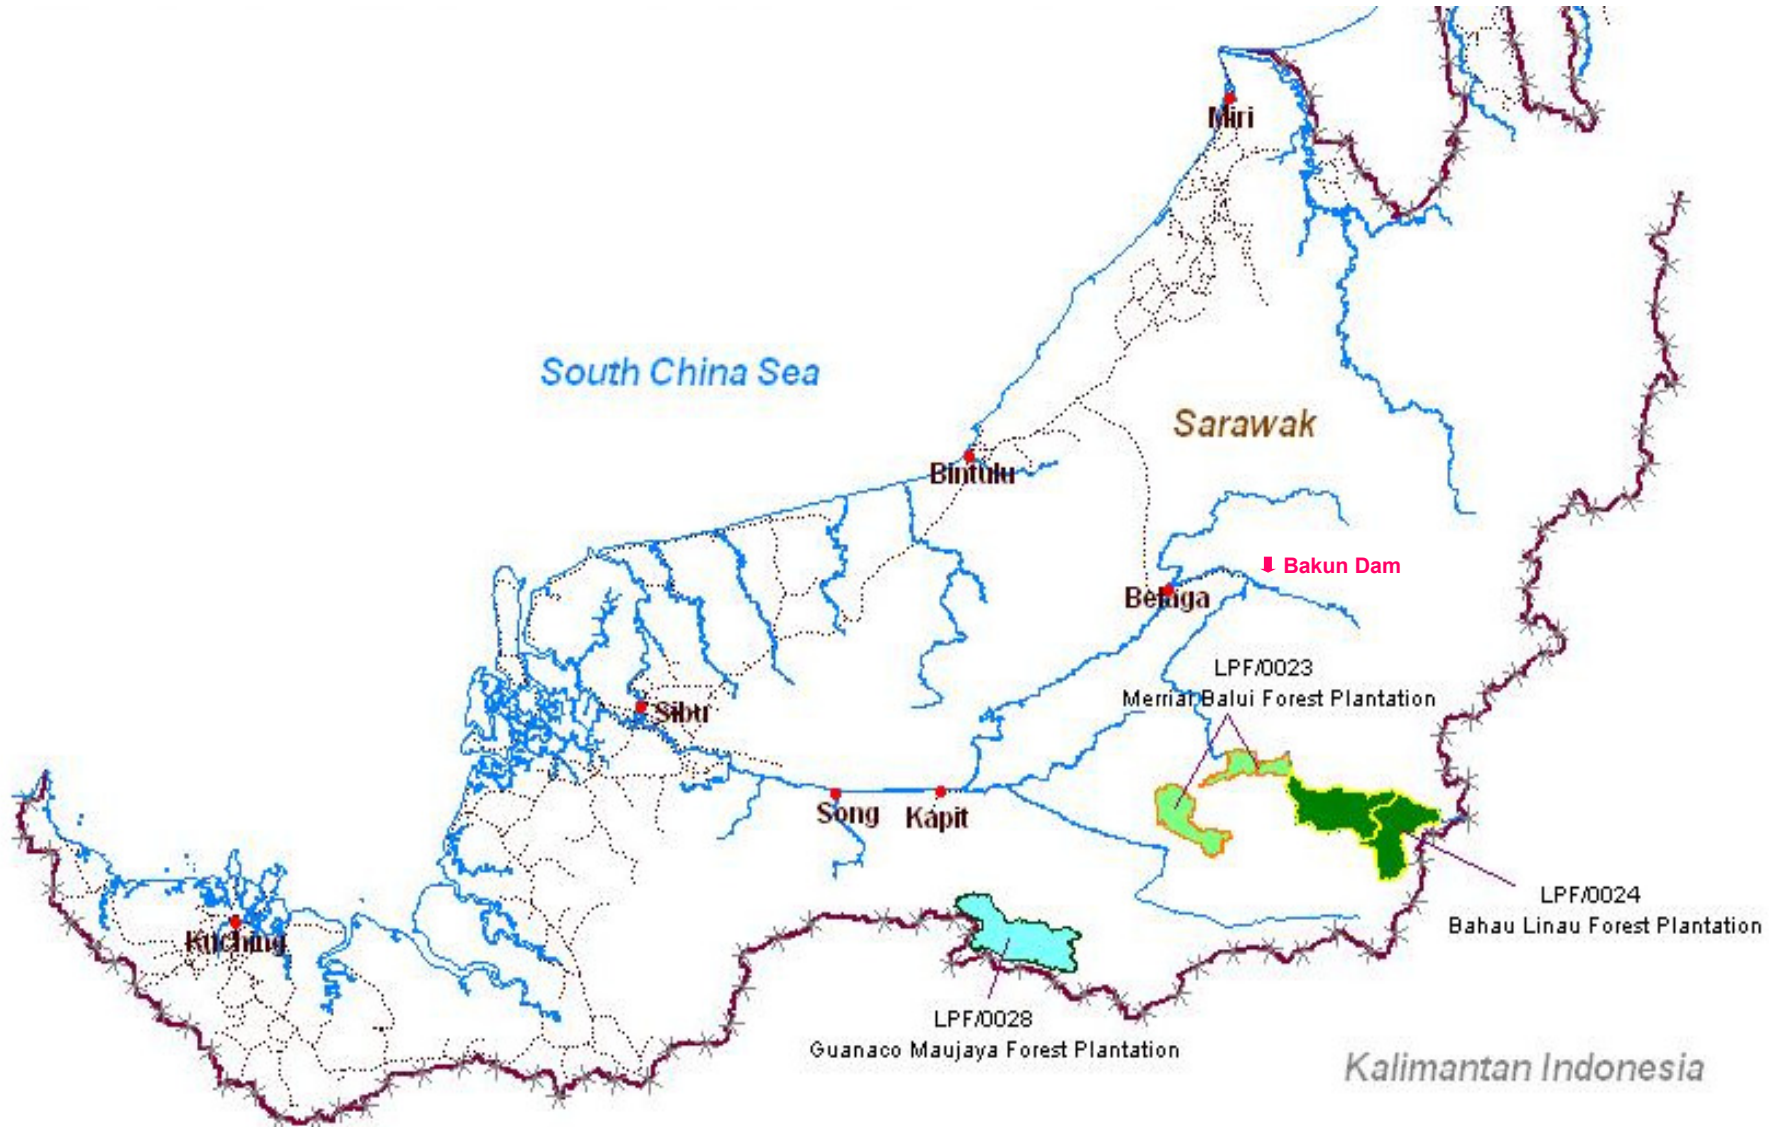 Miri
South China Sea
Sarawak
Bintulu
Bakun Dam
Belaga
LPF/0023
Merirai Balui Forest Plantation
Sibu
Song
Kapit
LPF/0024
Bahau Linau Forest Plantation
Kuching
LPF/0028
Guanaco Maujaya Forest Plantation
Kalimantan Indonesia